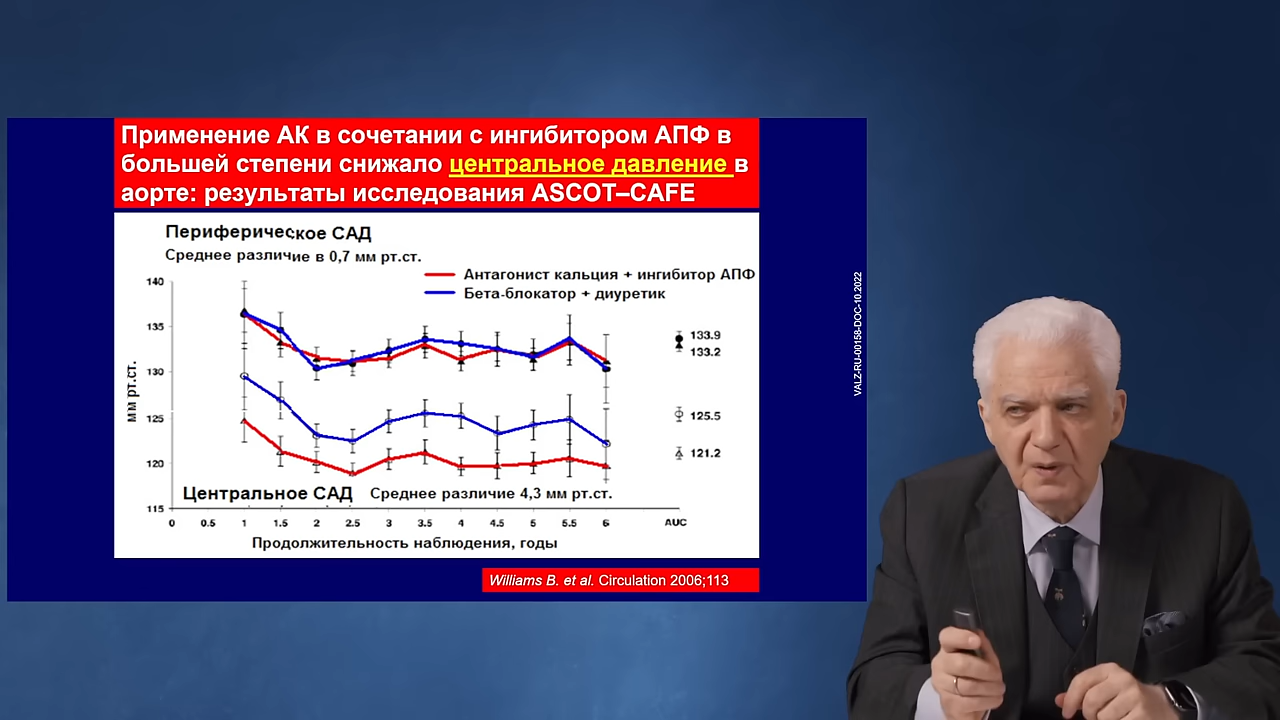 Применение АК в сочетании с ингибитором АПФ в
большей степени снижало центральное давление в
аорте: результаты исследования ASCOT–CAFE
Периферическое САД
Среднее различие в 0,7 мм рт.ст.
Антагонист кальция + ингибитор АПФ
Бета-блокатор + диуретик
140
135
130
125
120
115
мм рт.ст.
133.9
133.2
125.5
121.2
Центральное САД Среднее различие 4,3 мм рт.ст.
0 0.5 1 1.5 2 2.5 3 3.5 4 4.5 5 5.5 6 AUC
Продолжительность наблюдения, годы
Williams B. et al. Circulation 2006;113
VALZ-RU-00158-DOC-10.2022